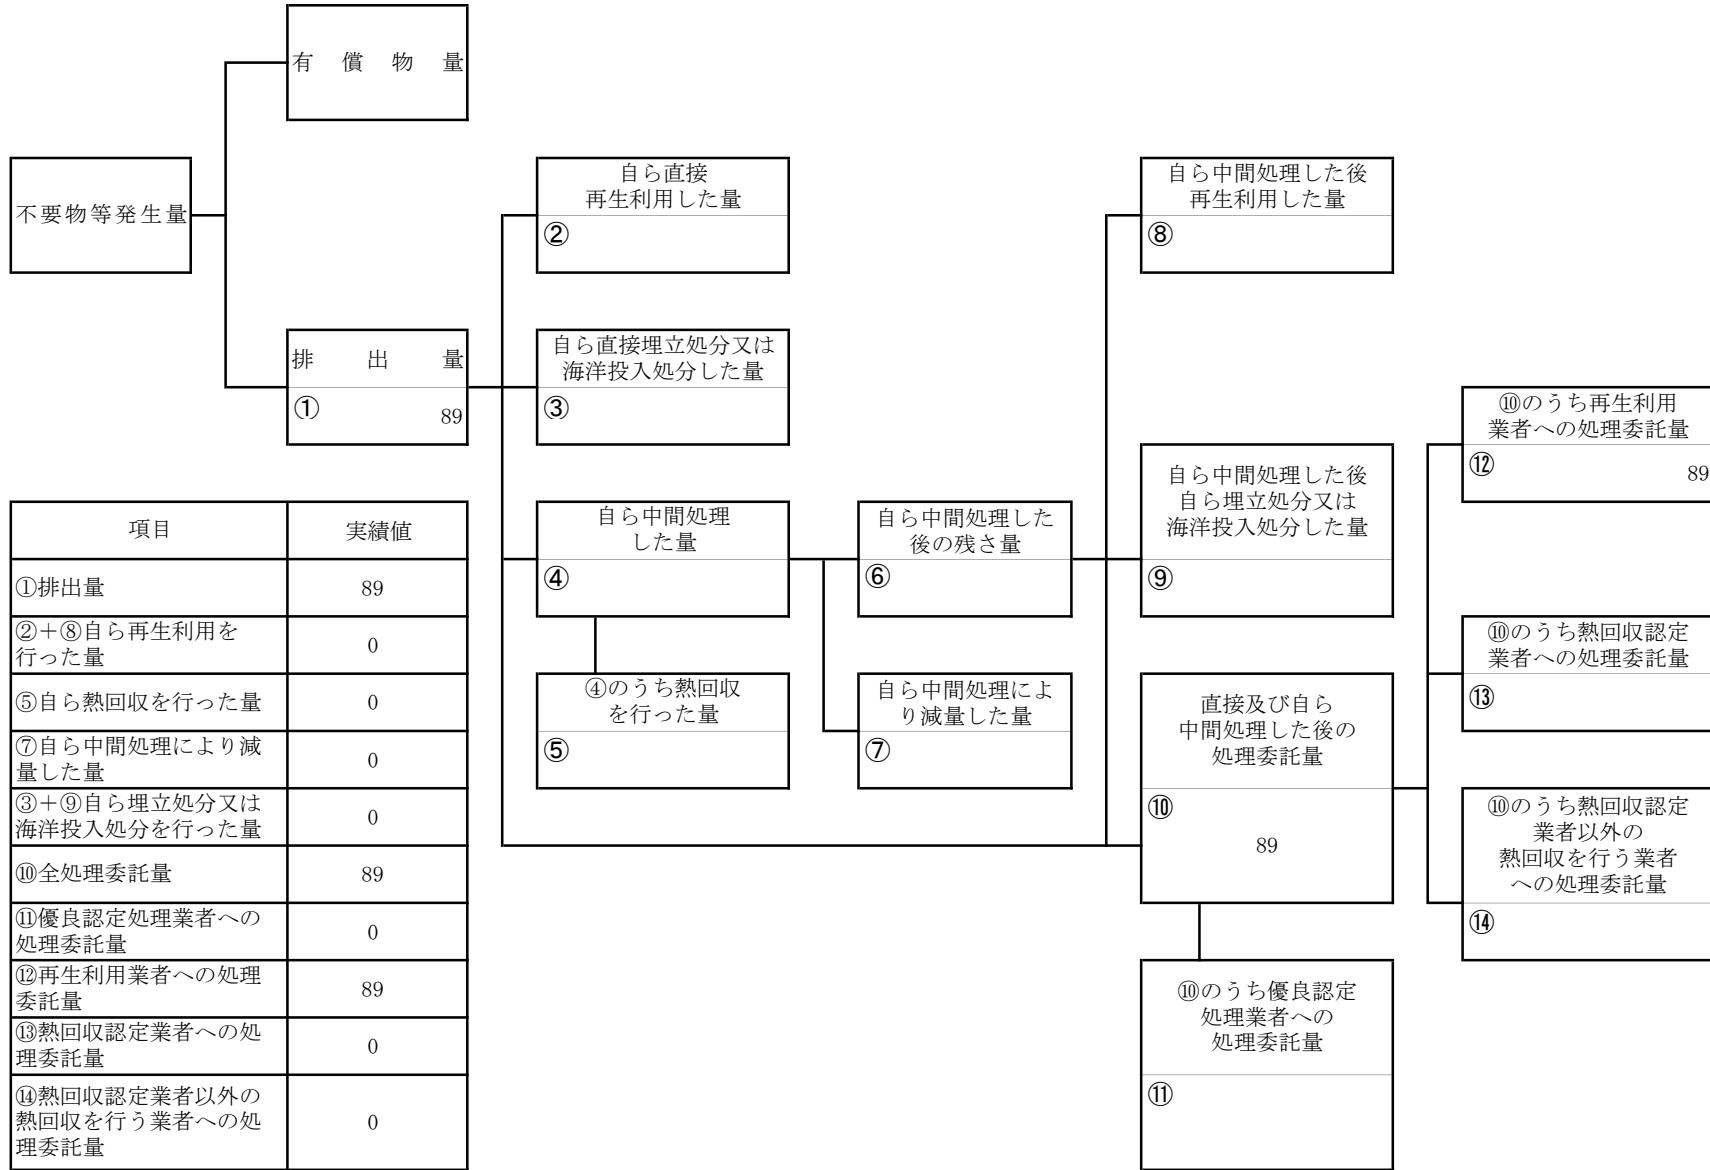 有償物量
不要物等発生量
排出量
① 89
自ら直接
再生利用した量
②
自ら直接埋立処分又は
海洋投入処分した量
③
自ら中間処理
した量
④
④のうち熱回収
を行った量
⑤
自ら中間処理した
後の残さ量
⑥
自ら中間処理によ
り減量した量
⑦
自ら中間処理した後
再生利用した量
⑧
自ら中間処理した後
自ら埋立処分又は
海洋投入処分した量
⑨
直接及び自ら
中間処理した後の
処理委託量
⑩
89
⑩のうち優良認定
処理業者への
処理委託量
⑪
⑩のうち再生利用
業者への処理委託量
⑫ 89
⑩のうち熱回収認定
業者への処理委託量
⑬
⑩のうち熱回収認定
業者以外の
熱回収を行う業者
への処理委託量
⑭
項目 実績値
①排出量 89
②+⑧自ら再生利用を
行った量 0
⑤自ら熱回収を行った量 0
⑦自ら中間処理により減
量した量 0
③+⑨自ら埋立処分又は
海洋投入処分を行った量 0
⑩全処理委託量 89
⑪優良認定処理業者への
処理委託量 0
⑫再生利用業者への処理
委託量 89
⑬熱回収認定業者への処
理委託量 0
⑭熱回収認定業者以外の
熱回収を行う業者への処 0
理委託量